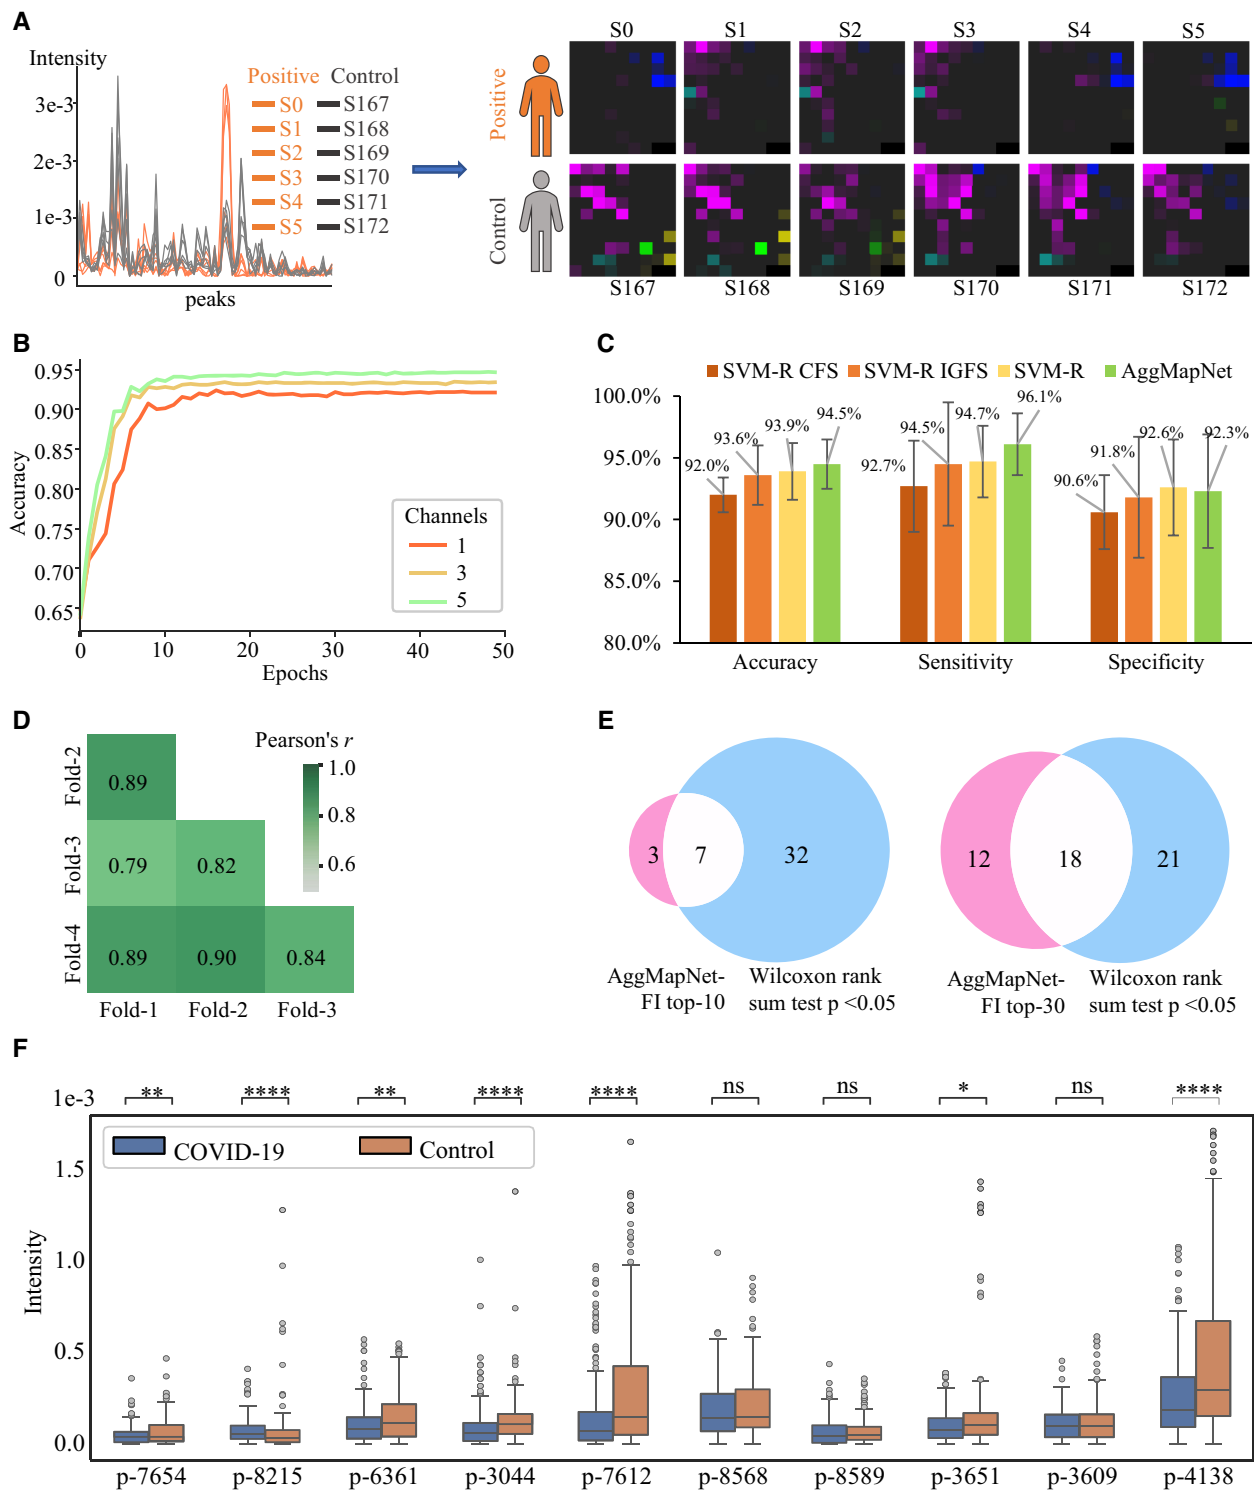 A
Intensity
Positive Control
3e-3
2e-3
1e-3
0
S0 S167
S1 S168
S2 S169
S3 S170
S4 S171
S5 S172
peaks
S0 S1 S2 S3 S4 S5
Positive
Control
S167 S168 S169 S170 S171 S172
B
Accuracy
0.95
0.90
0.85
0.80
0.75
0.70
0.65
Channels
1
3
5
0 10 20 30 40 50
Epochs
C
SVM-R CFS SVM-R IGFS SVM-R AggMapNet
100.0%
95.0%
90.0%
85.0%
80.0%
92.0% 93.6% 93.9% 94.5%
92.7% 94.5% 94.7% 96.1%
90.6% 91.8% 92.6% 92.3%
Accuracy Sensitivity Specificity
D
Pearson's r
1.0
0.8
0.6
Fold-2
0.89
Fold-3
0.79 0.82
Fold-4
0.89 0.90 0.84
Fold-1 Fold-2 Fold-3
E
3 7 32
AggMapNet-
FI top-10
Wilcoxon rank
sum test p <0.05
12 18 21
AggMapNet-
FI top-30
Wilcoxon rank
sum test p <0.05
F
1e-3
** **** ** **** **** ns ns * ns ****
COVID-19 Control
Intensity
1.5
1.0
0.5
0.0
p-7654 p-8215 p-6361 p-3044 p-7612 p-8568 p-8589 p-3651 p-3609 p-4138